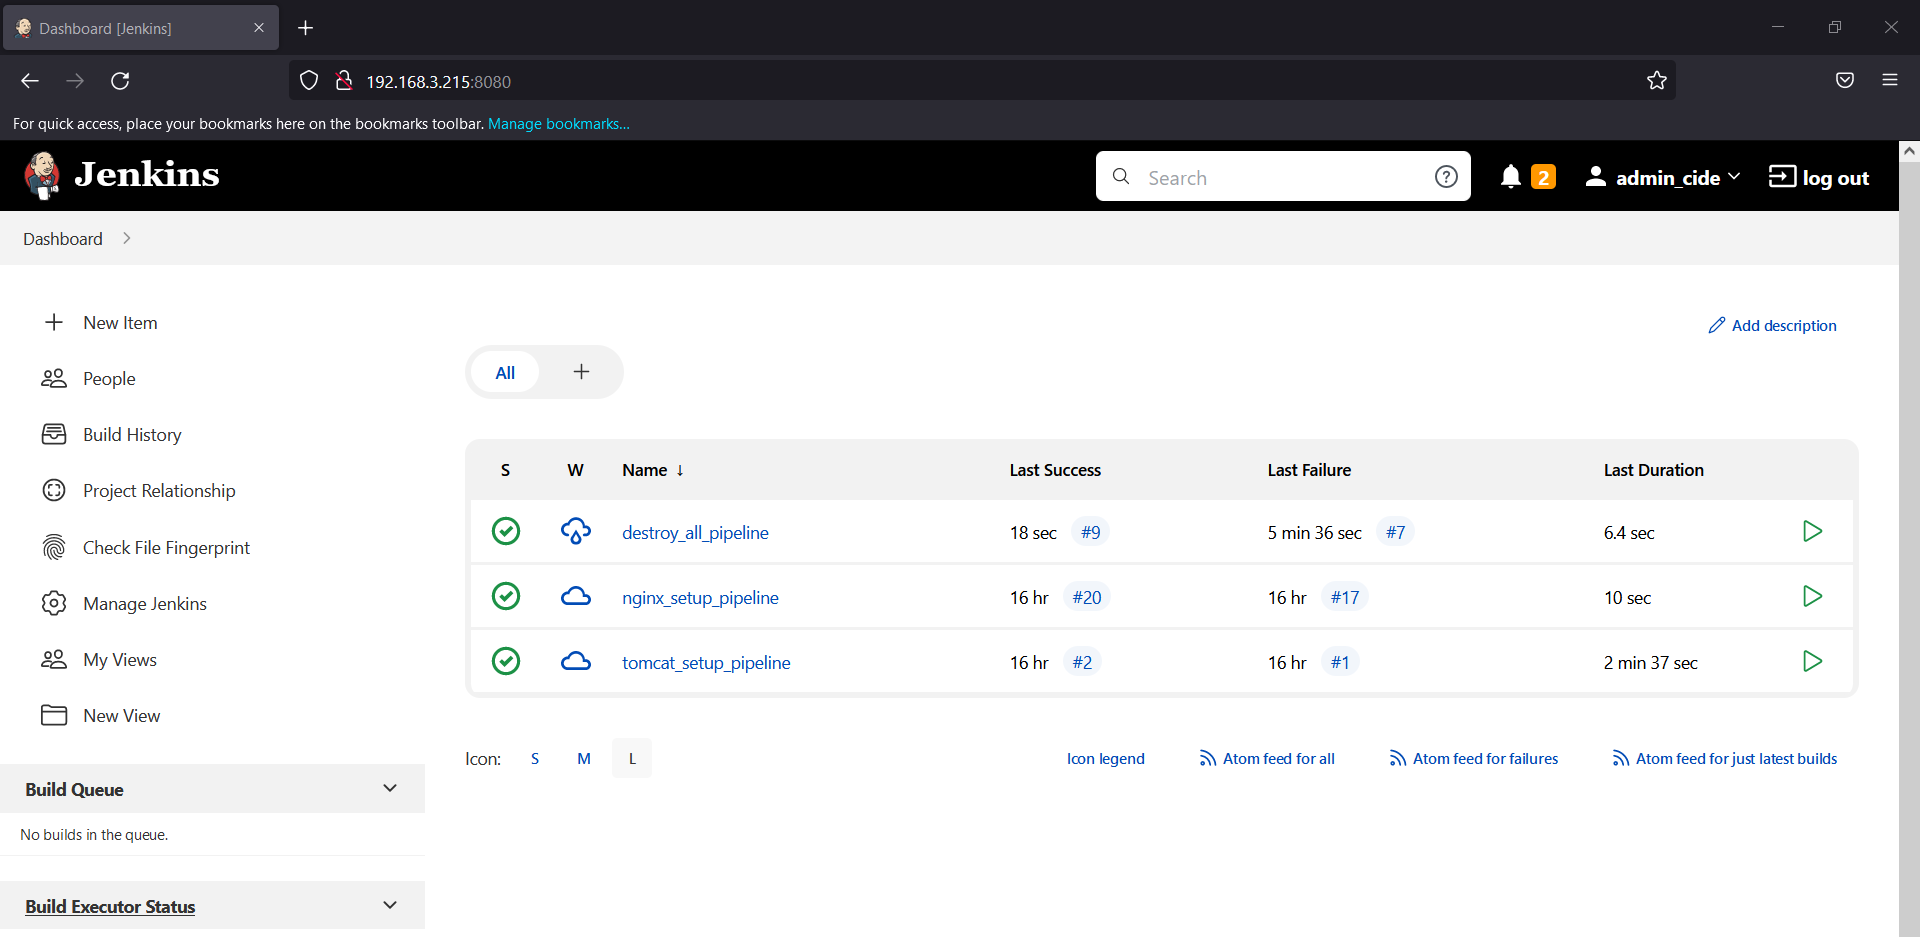 Dashboard [Jenkins]
192.168.3.215:8080
For quick access, place your bookmarks here on the bookmarks toolbar. Manage bookmarks...
Jenkins
Search
2
admin_cide
log out
Dashboard
New Item
People
Build History
Project Relationship
Check File Fingerprint
Manage Jenkins
My Views
New View
Build Queue
No builds in the queue.
Build Executor Status
Add description
All
S W Name ↓ Last Success Last Failure Last Duration
destroy_all_pipeline 18 sec #9 5 min 36 sec #7 6.4 sec
nginx_setup_pipeline 16 hr #20 16 hr #17 10 sec
tomcat_setup_pipeline 16 hr #2 16 hr #1 2 min 37 sec
Icon: S M L
Icon legend Atom feed for all Atom feed for failures Atom feed for just latest builds